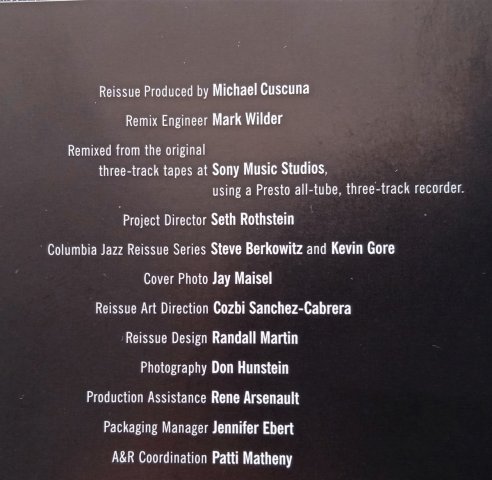 Reissue Produced by Michael Cuscuna
Remix Engineer Mark Wilder
Remixed from the original
three-track tapes at Sony Music Studios,
using a Presto all-tube, three-track recorder.
Project Director Seth Rothstein
Columbia Jazz Reissue Series Steve Berkowitz and Kevin Gore
Cover Photo Jay Maisel
Reissue Art Direction Cozbi Sanchez-Cabrera
Reissue Design Randall Martin
Photography Don Hunstein
Production Assistance Rene Arsenault
Packaging Manager Jennifer Ebert
A&R Coordination Patti Matheny